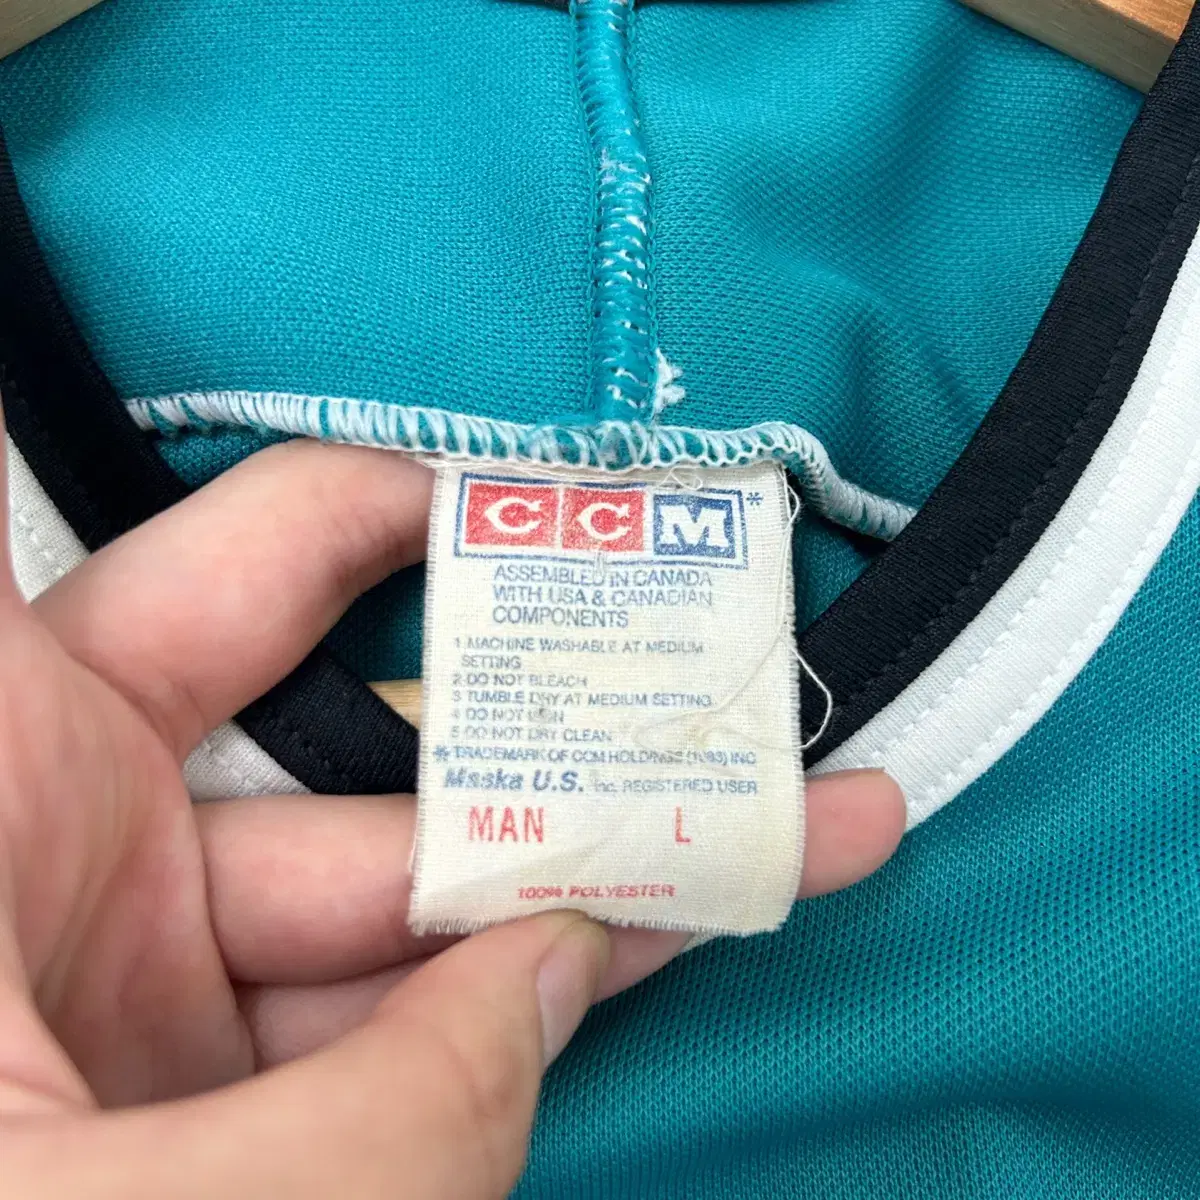 CCM*
ASSEMBLED IN CANADA
WITH USA & CANADIAN
COMPONENTS
1 MACHINE WASHABLE AT MEDIUM
SETTING
2 DO NOT BLEACH
3 TUMBLE DRY AT MEDIUM SETTING
4 DO NOT IRON
5 DO NOT DRY CLEAN
* TRADEMARK OF CCM HOLDINGS (1983) INC
Maska U.S. Inc. REGISTERED USER
MAN L
100% POLYESTER